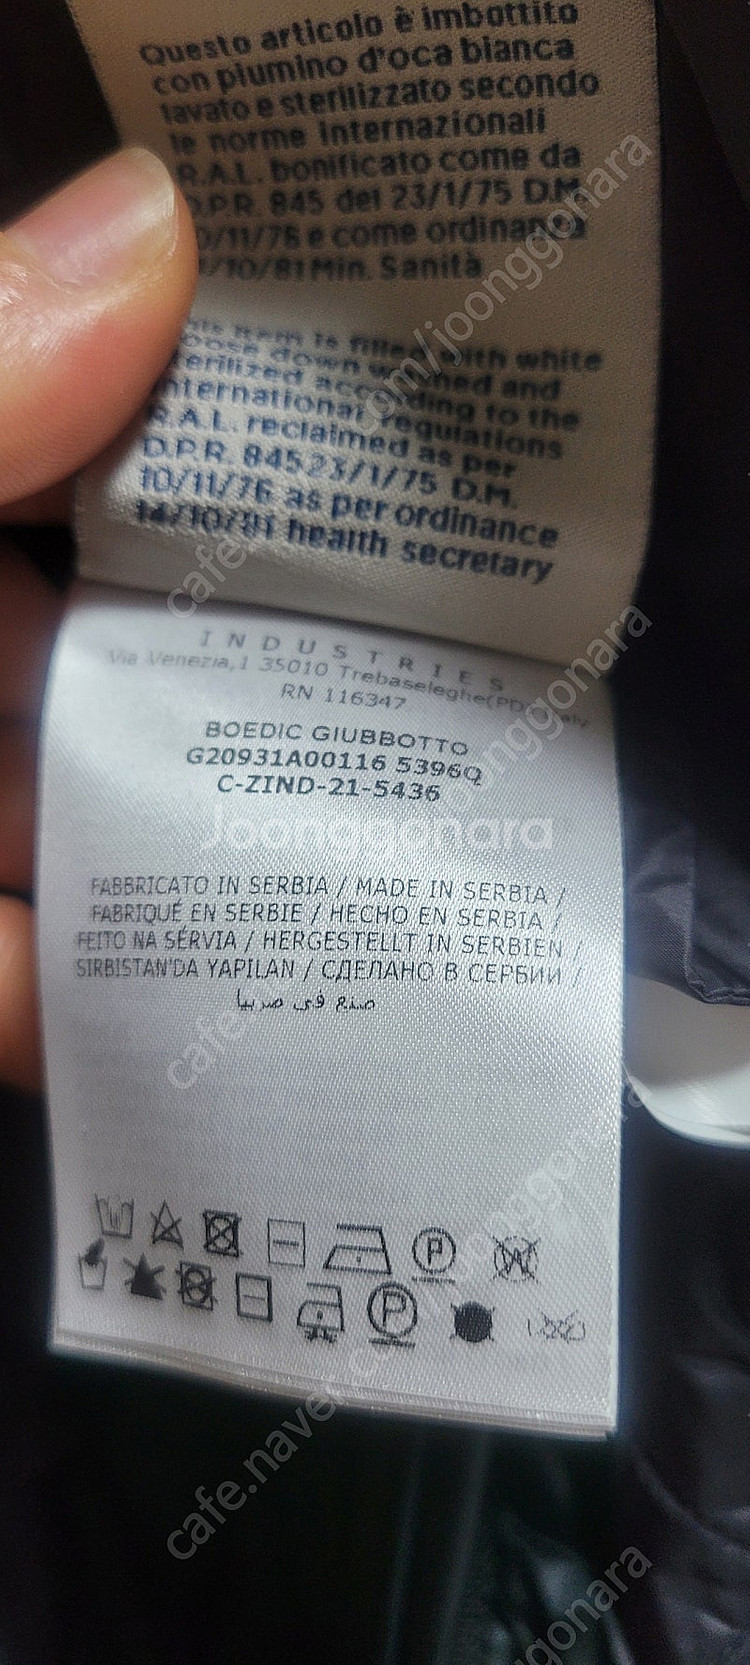 Questo articolo è imbottito
con piumino d'oca bianca
lavato e sterilizzato secondo
le norme internazionali
R.A.L. bonificato come da
D.P.R. 845 del 23/1/75 D.M.
0/11/76 e come ordinanza
/10/81 Min. Sanità
This item is filled with white
goose down washed and
sterilized according to the
international regulations
R.A.L. reclaimed as per
D.P.R. 845 23/1/75 D.M.
10/11/76 as per ordinance
14/10/81 health secretary
INDUSTRIES
Via Venezia,1 35010 Trebaseleghe(PD) Italy
RN 116347
BOEDIC GIUBBOTTO
G20931A00116 5396Q
C-ZIND-21-5436
Joonggonara
FABBRICATO IN SERBIA / MADE IN SERBIA /
FABRIQUÉ EN SERBIE / HECHO EN SERBIA /
FEITO NA SÉRVIA / HERGESTELLT IN SERBIEN /
SIRBISTAN'DA YAPILAN / СДЕЛАНО В СЕРБИИ /
صنع في صربيا
P
W
P
cafe.naver.com/joonggonara